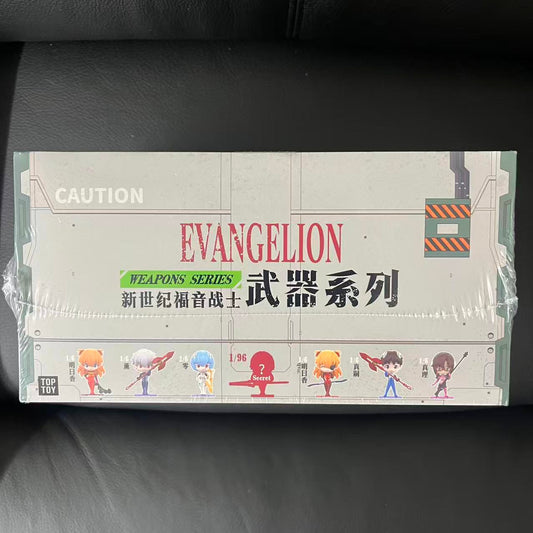 CAUTION
EVANGELION
WEAPONS SERIES
新世纪福音战士 武器系列
1/6 明日香
1/6 薰
1/6 零
1/96
?
Secret
1/6 明日香
1/6 真嗣
1/6 真理
TOP
TOY